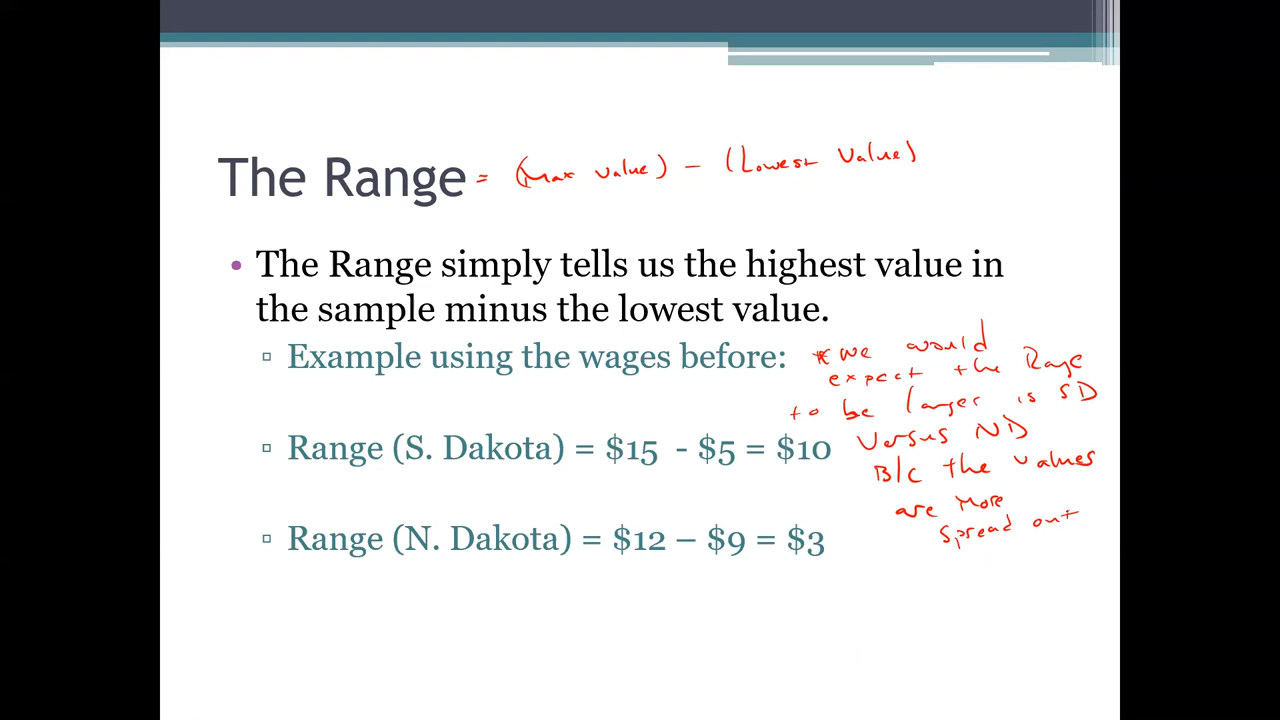 The Range = (Max value) - (Lowest Value)
• The Range simply tells us the highest value in
the sample minus the lowest value.
▫ Example using the wages before:
* we would
expect the Range
to be larger is SD
▫ Range (S. Dakota) = $15 - $5 = $10
versus ND
B/c the values
are more
spread out
▫ Range (N. Dakota) = $12 – $9 = $3